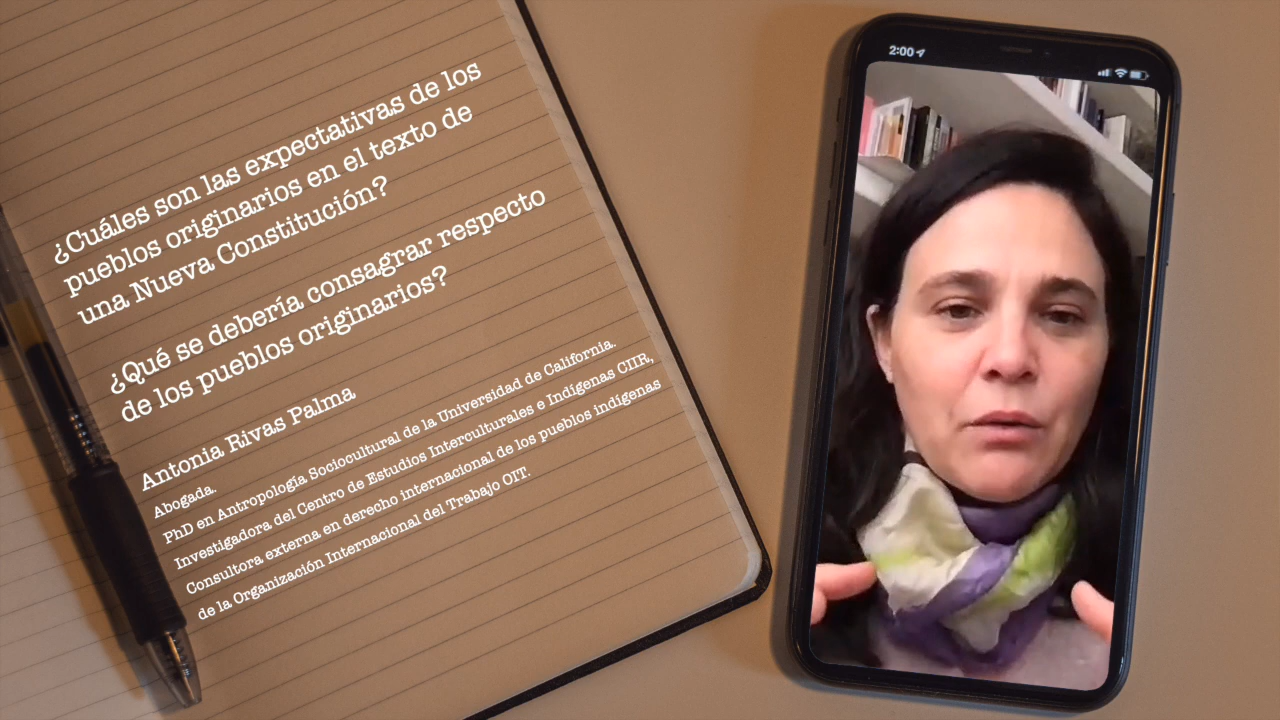 ¿Cuáles son las expectativas de los
pueblos originarios en el texto de
una Nueva Constitución?
¿Qué se debería consagrar respecto
de los pueblos originarios?
Antonia Rivas Palma
Abogada.
PhD en Antropología Sociocultural de la Universidad de California.
Investigadora del Centro de Estudios Interculturales e Indígenas CIIR,
Consultora externa en derecho internacional de los pueblos indígenas
de la Organización Internacional del Trabajo OIT.
2:00